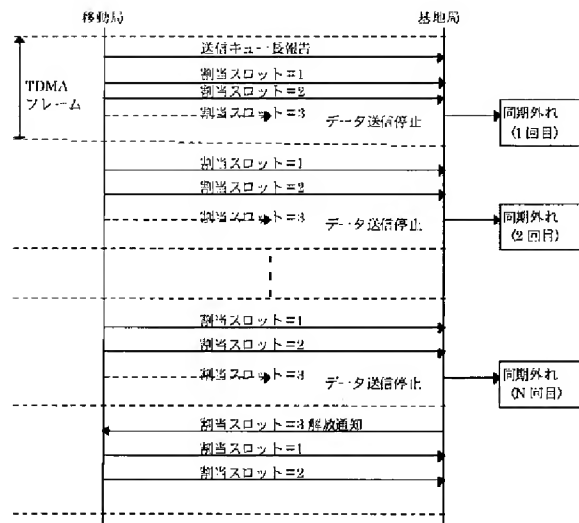 移動局
基地局
送信キュー長報告
割当スロット＝1
割当スロット＝2
割当スロット＝3
データ送信停止
TDMA
フレーム
同期外れ
(1回目)
割当スロット＝1
割当スロット＝2
割当スロット＝3
データ送信停止
同期外れ
(2回目)
割当スロット＝1
割当スロット＝2
割当スロット＝3
データ送信停止
同期外れ
(N回目)
割当スロット＝3 解放通知
割当スロット＝1
割当スロット＝2